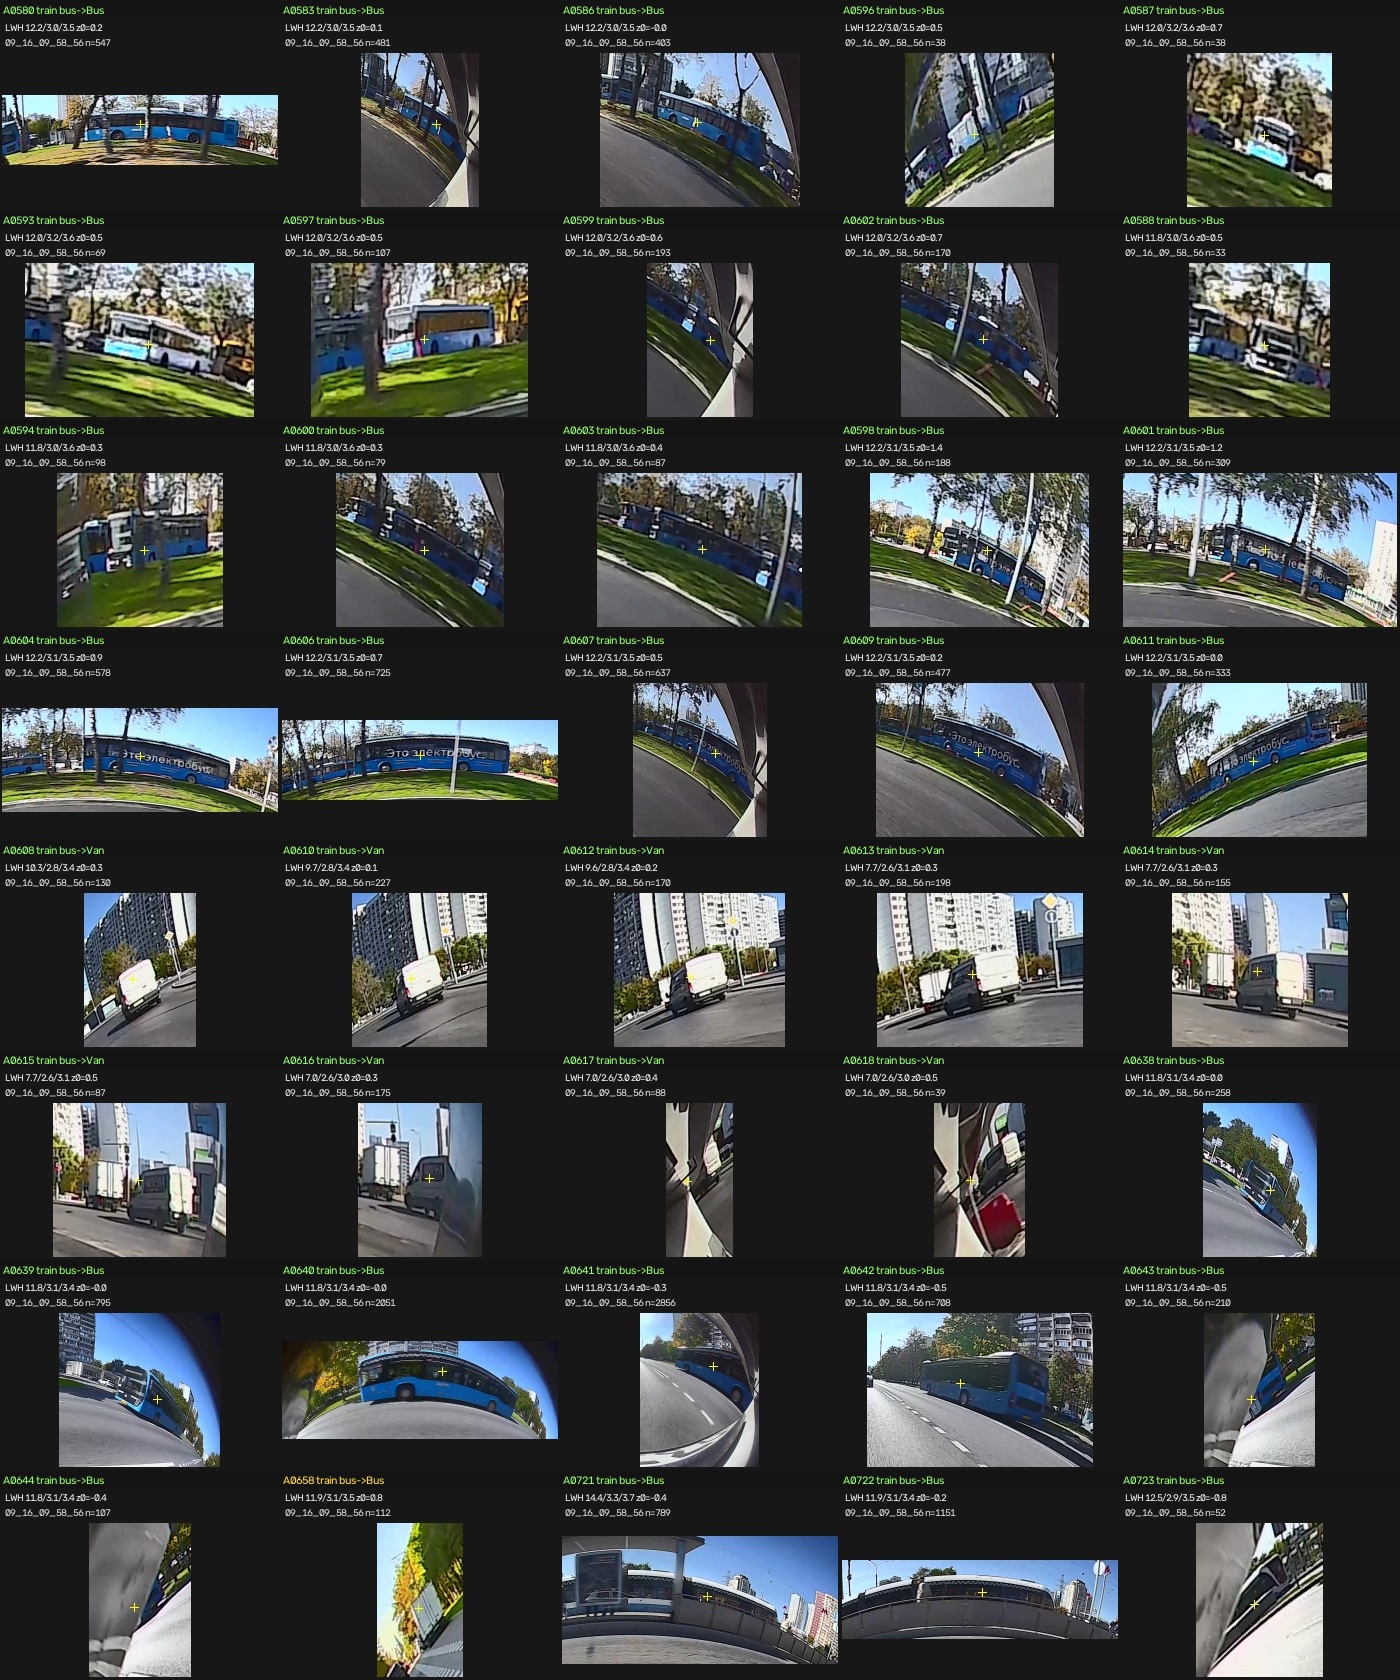 A0580 train bus->Bus
LWH 12.2/3.0/3.5 z0=0.2
09_16_09_58_56 n=547
A0583 train bus->Bus
LWH 12.2/3.0/3.5 z0=0.1
09_16_09_58_56 n=481
A0586 train bus->Bus
LWH 12.2/3.0/3.5 z0=-0.0
09_16_09_58_56 n=403
A0596 train bus->Bus
LWH 12.2/3.0/3.5 z0=0.5
09_16_09_58_56 n=38
A0587 train bus->Bus
LWH 12.0/3.2/3.6 z0=0.7
09_16_09_58_56 n=38
A0593 train bus->Bus
LWH 12.0/3.2/3.6 z0=0.5
09_16_09_58_56 n=69
A0597 train bus->Bus
LWH 12.0/3.2/3.6 z0=0.5
09_16_09_58_56 n=107
A0599 train bus->Bus
LWH 12.0/3.2/3.6 z0=0.6
09_16_09_58_56 n=193
A0602 train bus->Bus
LWH 12.0/3.2/3.6 z0=0.7
09_16_09_58_56 n=170
A0588 train bus->Bus
LWH 11.8/3.0/3.6 z0=0.5
09_16_09_58_56 n=33
A0594 train bus->Bus
LWH 11.8/3.0/3.6 z0=0.3
09_16_09_58_56 n=98
A0600 train bus->Bus
LWH 11.8/3.0/3.6 z0=0.3
09_16_09_58_56 n=79
A0603 train bus->Bus
LWH 11.8/3.0/3.6 z0=0.4
09_16_09_58_56 n=87
A0598 train bus->Bus
LWH 12.2/3.1/3.5 z0=1.4
09_16_09_58_56 n=188
A0601 train bus->Bus
LWH 12.2/3.1/3.5 z0=1.2
09_16_09_58_56 n=309
Это электробус.
A0604 train bus->Bus
LWH 12.2/3.1/3.5 z0=0.9
09_16_09_58_56 n=578
Это электробус.
A0606 train bus->Bus
LWH 12.2/3.1/3.5 z0=0.7
09_16_09_58_56 n=725
Это электробус.
A0607 train bus->Bus
LWH 12.2/3.1/3.5 z0=0.5
09_16_09_58_56 n=637
A0609 train bus->Bus
LWH 12.2/3.1/3.5 z0=0.2
09_16_09_58_56 n=477
Это электробус.
A0611 train bus->Bus
LWH 12.2/3.1/3.5 z0=0.0
09_16_09_58_56 n=333
A0608 train bus->Van
LWH 10.3/2.8/3.4 z0=0.3
09_16_09_58_56 n=130
A0610 train bus->Van
LWH 9.7/2.8/3.4 z0=0.1
09_16_09_58_56 n=227
A0612 train bus->Van
LWH 9.6/2.8/3.4 z0=0.2
09_16_09_58_56 n=170
A0613 train bus->Van
LWH 7.7/2.6/3.1 z0=0.3
09_16_09_58_56 n=198
A0614 train bus->Van
LWH 7.7/2.6/3.1 z0=0.3
09_16_09_58_56 n=155
A0615 train bus->Van
LWH 7.7/2.6/3.1 z0=0.5
09_16_09_58_56 n=87
A0616 train bus->Van
LWH 7.0/2.6/3.0 z0=0.3
09_16_09_58_56 n=175
A0617 train bus->Van
LWH 7.0/2.6/3.0 z0=0.4
09_16_09_58_56 n=88
A0618 train bus->Van
LWH 7.0/2.6/3.0 z0=0.5
09_16_09_58_56 n=39
A0638 train bus->Bus
LWH 11.8/3.1/3.4 z0=0.0
09_16_09_58_56 n=258
A0639 train bus->Bus
LWH 11.8/3.1/3.4 z0=-0.0
09_16_09_58_56 n=795
A0640 train bus->Bus
LWH 11.8/3.1/3.4 z0=-0.0
09_16_09_58_56 n=2051
A0641 train bus->Bus
LWH 11.8/3.1/3.4 z0=-0.3
09_16_09_58_56 n=2856
A0642 train bus->Bus
LWH 11.8/3.1/3.4 z0=-0.5
09_16_09_58_56 n=708
A0643 train bus->Bus
LWH 11.8/3.1/3.4 z0=-0.5
09_16_09_58_56 n=210
A0644 train bus->Bus
LWH 11.8/3.1/3.4 z0=-0.4
09_16_09_58_56 n=107
A0658 train bus->Bus
LWH 11.9/3.1/3.5 z0=0.8
09_16_09_58_56 n=112
A0721 train bus->Bus
LWH 14.4/3.3/3.7 z0=-0.4
09_16_09_58_56 n=789
A0722 train bus->Bus
LWH 11.9/3.1/3.4 z0=-0.2
09_16_09_58_56 n=1151
A0723 train bus->Bus
LWH 12.5/2.9/3.5 z0=-0.8
09_16_09_58_56 n=52